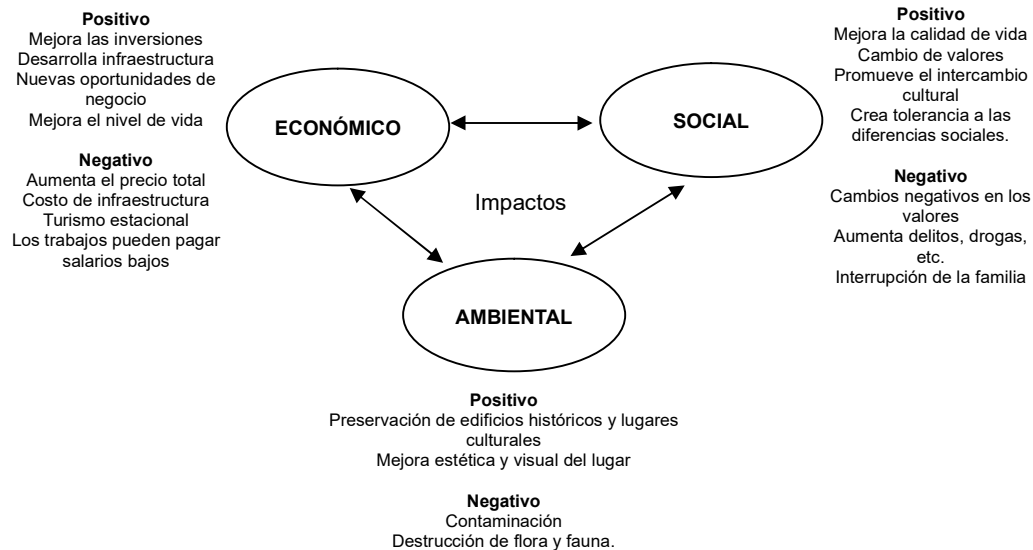 Positivo
Mejora las inversiones
Desarrolla infraestructura
Nuevas oportunidades de
negocio
Mejora el nivel de vida
Negativo
Aumenta el precio total
Costo de infraestructura
Turismo estacional
Los trabajos pueden pagar
salarios bajos
ECONÓMICO
SOCIAL
Positivo
Mejora la calidad de vida
Cambio de valores
Promueve el intercambio
cultural
Crea tolerancia a las
diferencias sociales.
Negativo
Cambios negativos en los
valores
Aumenta delitos, drogas,
etc.
Interrupción de la familia
Impactos
AMBIENTAL
Positivo
Preservación de edificios históricos y lugares
culturales
Mejora estética y visual del lugar
Negativo
Contaminación
Destrucción de flora y fauna.